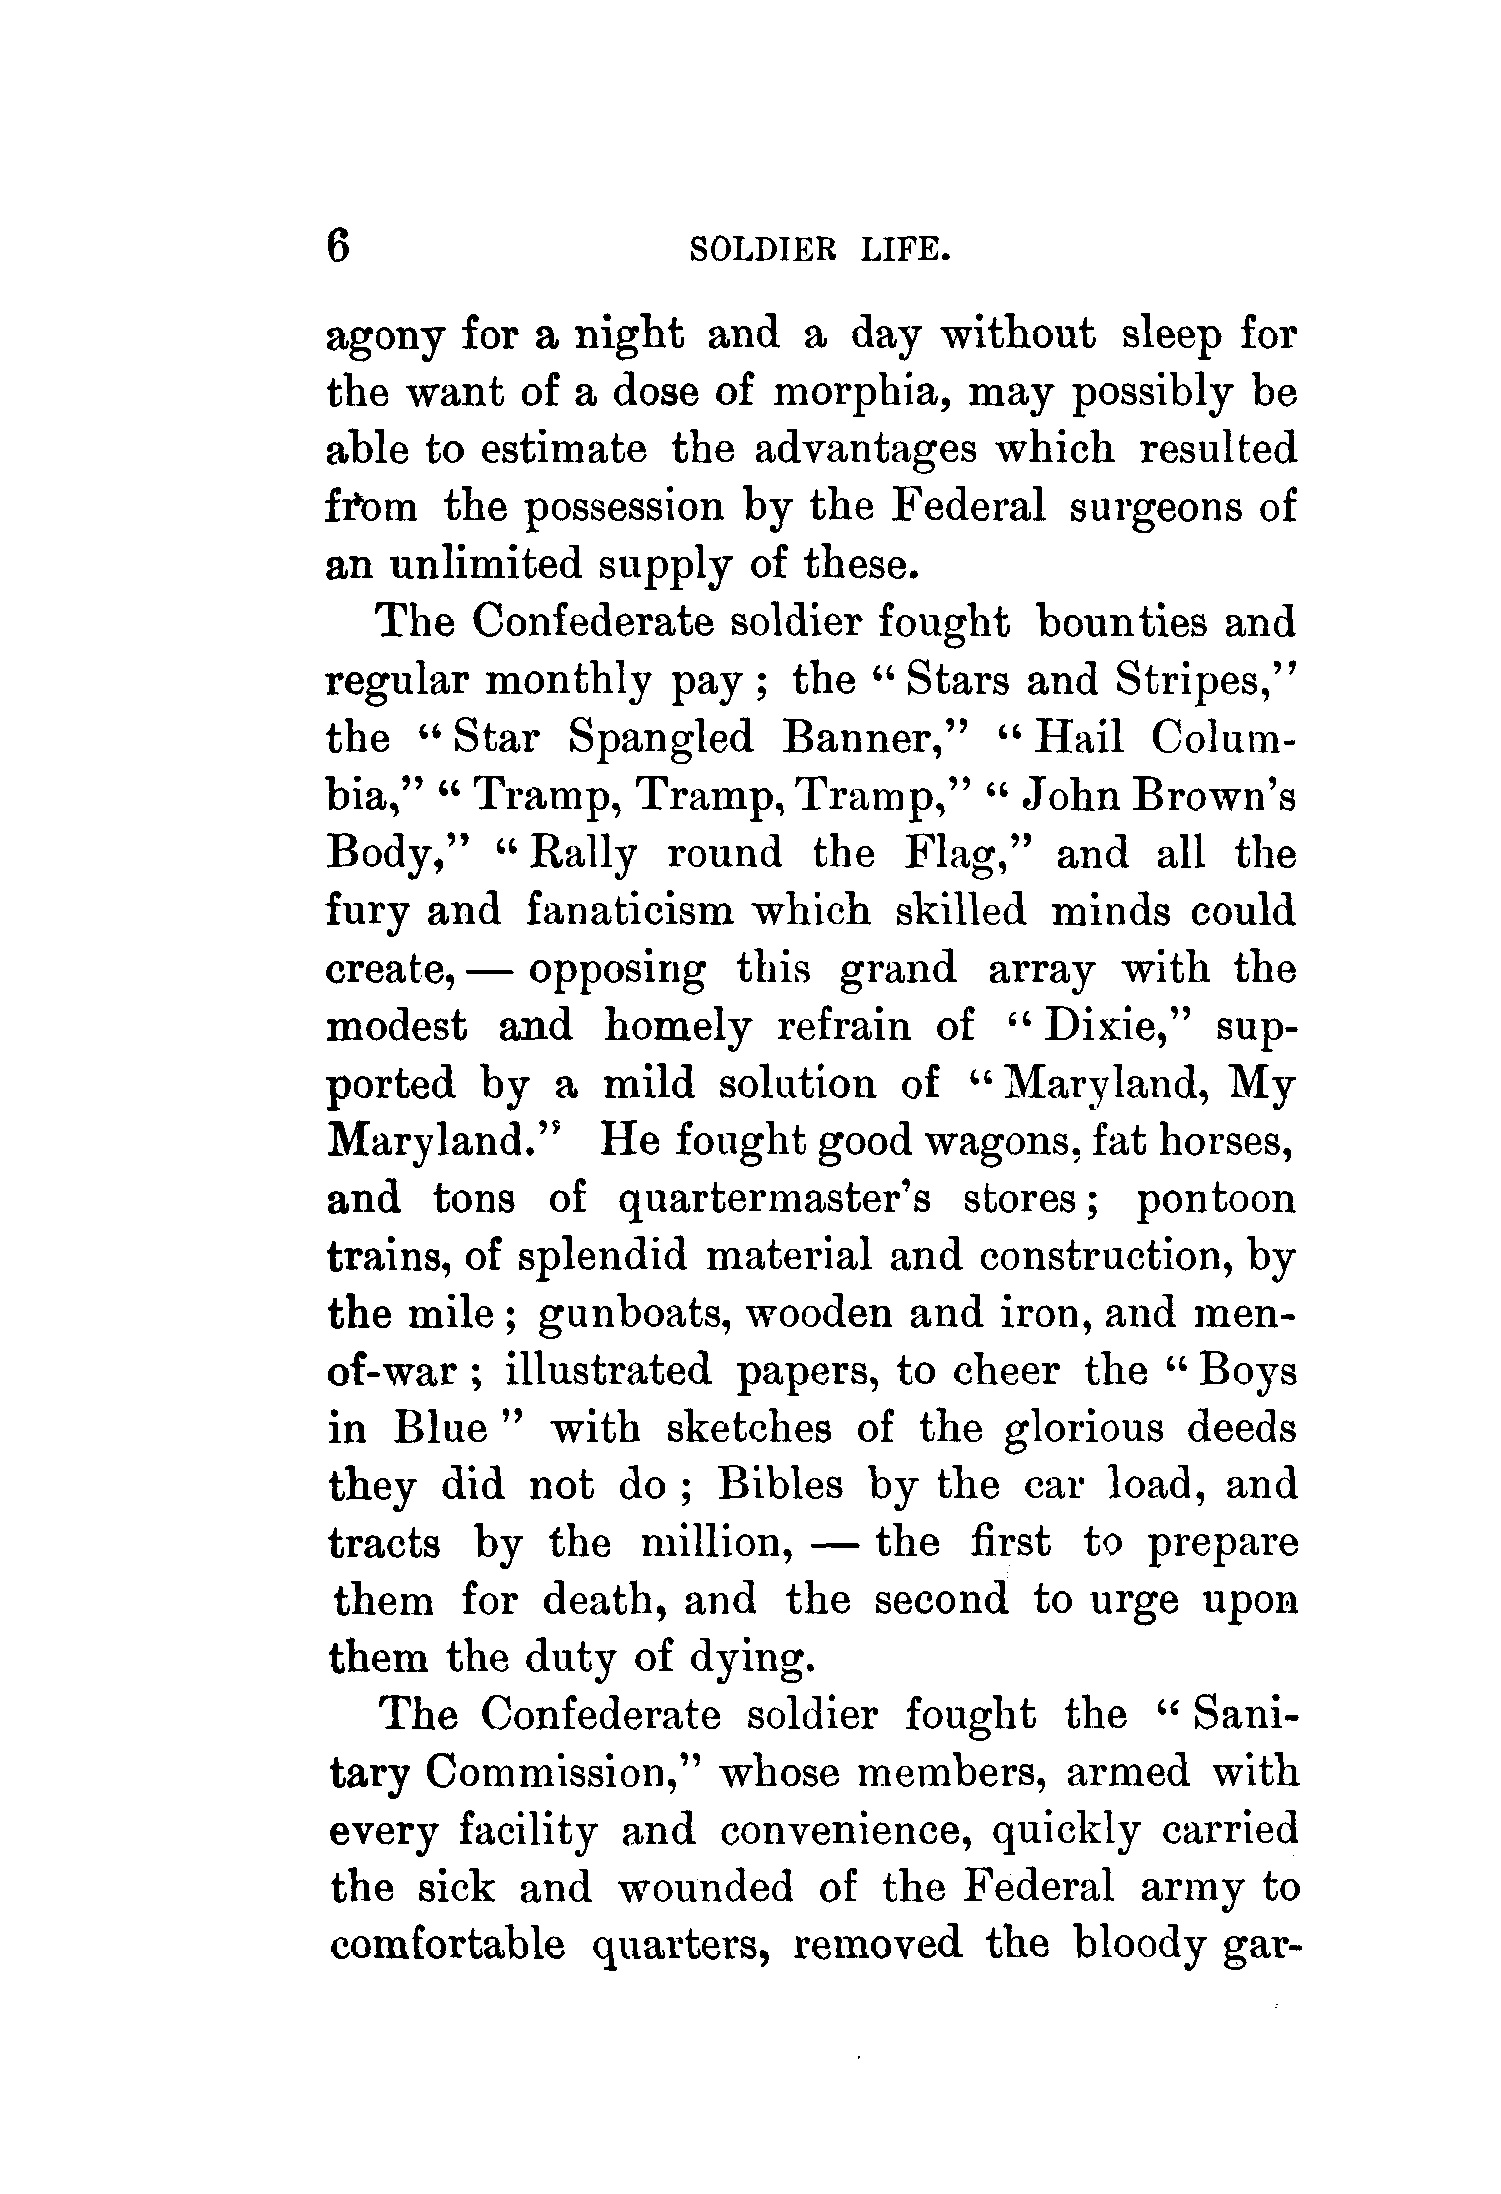 6 SOLDIER LIFE.
agony for a night and a day without sleep for
the want of a dose of morphia, may possibly be
able to estimate the advantages which resulted
from the possession by the Federal surgeons of
an unlimited supply of these.
The Confederate soldier fought bounties and
regular monthly pay ; the “ Stars and Stripes,”
the “ Star Spangled Banner,” “ Hail Colum-
bia,” “ Tramp, Tramp, Tramp,” “ John Brown’s
Body,” “ Rally round the Flag,” and all the
fury and fanaticism which skilled minds could
create, — opposing this grand array with the
modest and homely refrain of “ Dixie,” sup-
ported by a mild solution of “ Maryland, My
Maryland.” He fought good wagons, fat horses,
and tons of quartermaster’s stores ; pontoon
trains, of splendid material and construction, by
the mile ; gunboats, wooden and iron, and men-
of-war ; illustrated papers, to cheer the “ Boys
in Blue ” with sketches of the glorious deeds
they did not do ; Bibles by the car load, and
tracts by the million, — the first to prepare
them for death, and the second to urge upon
them the duty of dying.
The Confederate soldier fought the “ Sani-
tary Commission,” whose members, armed with
every facility and convenience, quickly carried
the sick and wounded of the Federal army to
comfortable quarters, removed the bloody gar-